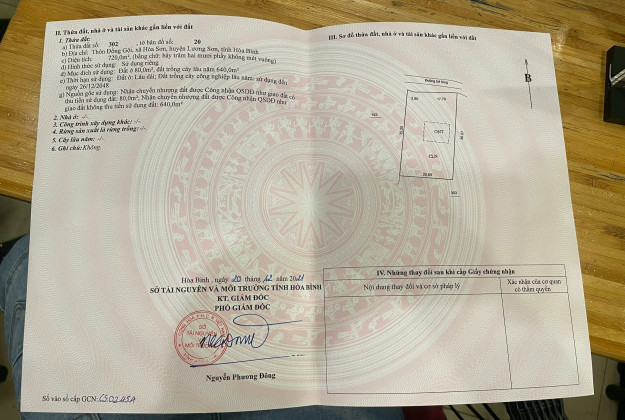 II. Thửa đất, nhà ở và tài sản khác gắn liền với đất
1. Thửa đất:
a) Thửa đất số: 302 , tờ bản đồ số: 20
b) Địa chỉ: Thôn Đồng Gội, xã Hòa Sơn, huyện Lương Sơn, tỉnh Hòa Bình
c) Diện tích: 720,0m², (bằng chữ: bảy trăm hai mươi phẩy không mét vuông)
d) Hình thức sử dụng: Sử dụng riêng
đ) Mục đích sử dụng: Đất ở 80,0m², đất trồng cây lâu năm 640,0m²
e) Thời hạn sử dụng: Đất ở: Lâu dài; Đất trồng cây công nghiệp lâu năm: sử dụng đến
ngày 26/12/2048
g) Nguồn gốc sử dụng: Nhận chuyển nhượng đất được Công nhận QSDĐ như giao đất có
thu tiền sử dụng đất: 80,0m², Nhận chuyển nhượng đất được Công nhận QSDĐ như
giao đất không thu tiền sử dụng đất: 640,0m²
2. Nhà ở: -/-
3. Công trình xây dựng khác: -/-
4. Rừng sản xuất là rừng trồng: -/-
5. Cây lâu năm: -/-
6. Ghi chú: Không.
Hòa Bình, ngày 20 tháng 12 năm 2021
SỞ TÀI NGUYÊN VÀ MÔI TRƯỜNG TỈNH HÒA BÌNH
KT. GIÁM ĐỐC
PHÓ GIÁM ĐỐC
SỞ
TÀI NGUYÊN
Nguyễn Phương Đông
Số vào sổ cấp GCN:
III. Sơ đồ thửa đất, nhà ở và tài sản khác gắn liền với đất
B
IV. Những thay đổi sau khi cấp Giấy chứng nhận
Nội dung thay đổi và cơ sở pháp lý
Xác nhận của cơ quan
có thẩm quyền